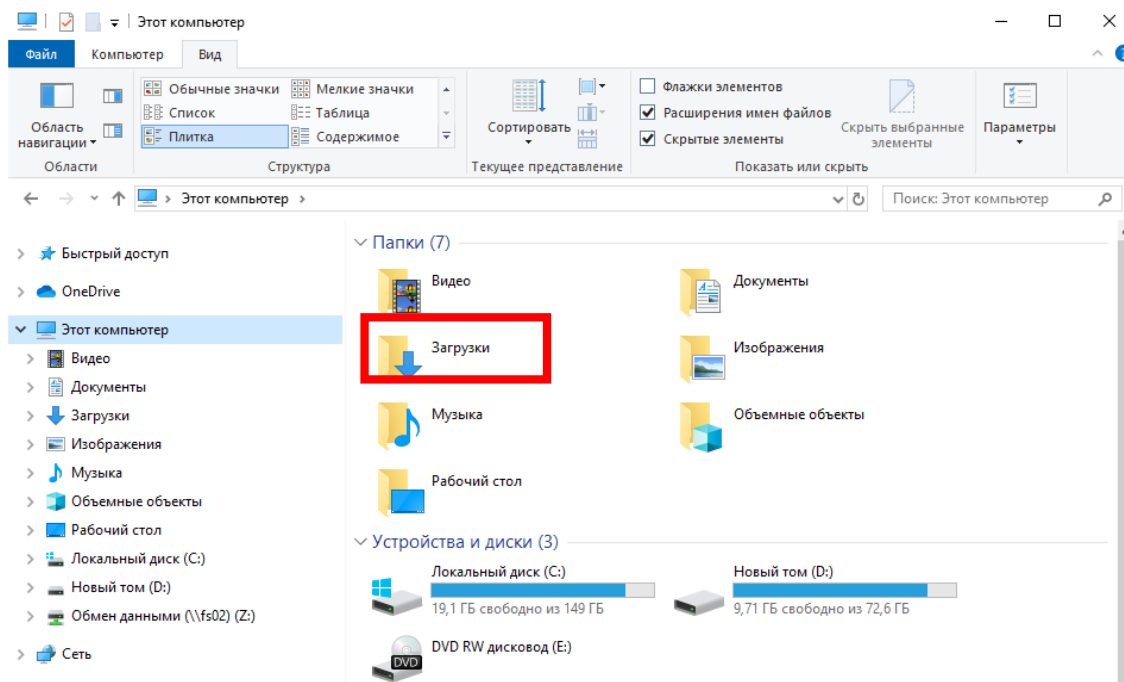 Этот компьютер
Файл Компьютер Вид
Область навигации
Обычные значки Мелкие значки
Список Таблица
Плитка Содержимое
Сортировать
Флажки элементов
Расширения имен файлов
Скрытые элементы
Скрыть выбранные элементы
Параметры
Области Структура Текущее представление Показать или скрыть
Этот компьютер
Поиск: Этот компьютер
Быстрый доступ
OneDrive
Этот компьютер
Видео
Документы
Загрузки
Изображения
Музыка
Объемные объекты
Рабочий стол
Локальный диск (C:)
Новый том (D:)
Обмен данными (\\fs02) (Z:)
Сеть
Папки (7)
Видео Документы
Загрузки Изображения
Музыка Объемные объекты
Рабочий стол
Устройства и диски (3)
Локальный диск (C:) Новый том (D:)
19,1 ГБ свободно из 149 ГБ 9,71 ГБ свободно из 72,6 ГБ
DVD RW дисковод (E:)
DVD